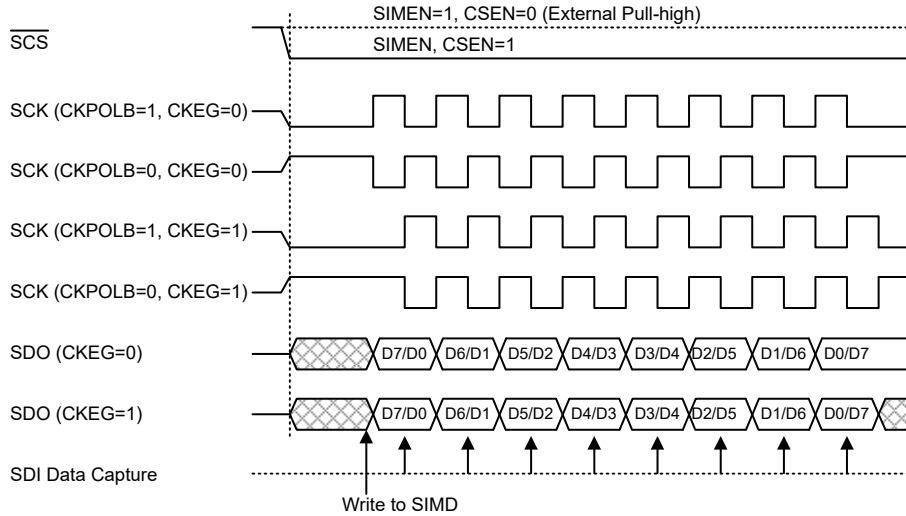 SIMEN=1, CSEN=0 (External Pull-high)
SCS
SIMEN, CSEN=1
SCK (CKPOLB=1, CKEG=0)
SCK (CKPOLB=0, CKEG=0)
SCK (CKPOLB=1, CKEG=1)
SCK (CKPOLB=0, CKEG=1)
SDO (CKEG=0) D7/D0 D6/D1 D5/D2 D4/D3 D3/D4 D2/D5 D1/D6 D0/D7
SDO (CKEG=1) D7/D0 D6/D1 D5/D2 D4/D3 D3/D4 D2/D5 D1/D6 D0/D7
SDI Data Capture
Write to SIMD